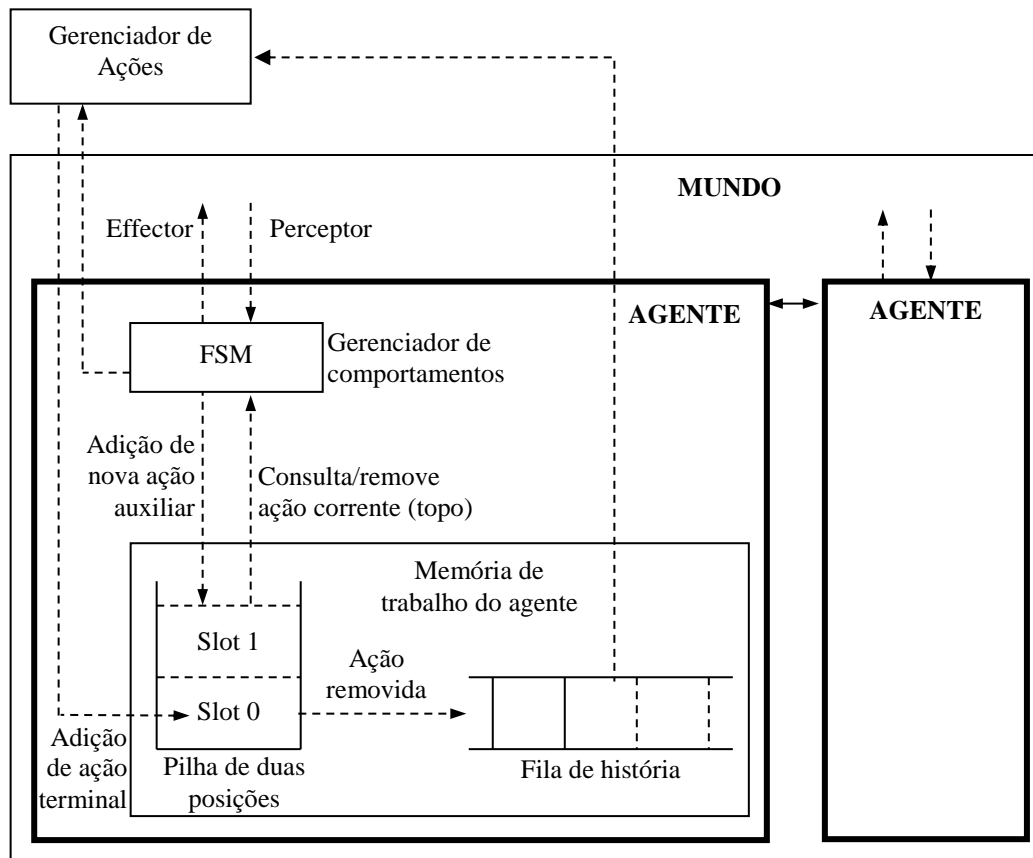 Gerenciador de
Ações
MUNDO
Effector
Perceptor
AGENTE
AGENTE
FSM
Gerenciador de
comportamentos
Adição de
nova ação
auxiliar
Consulta/remove
ação corrente (topo)
Memória de
trabalho do agente
Slot 1
Ação
removida
Slot 0
Adição
de ação
terminal
Pilha de duas
posições
Fila de história